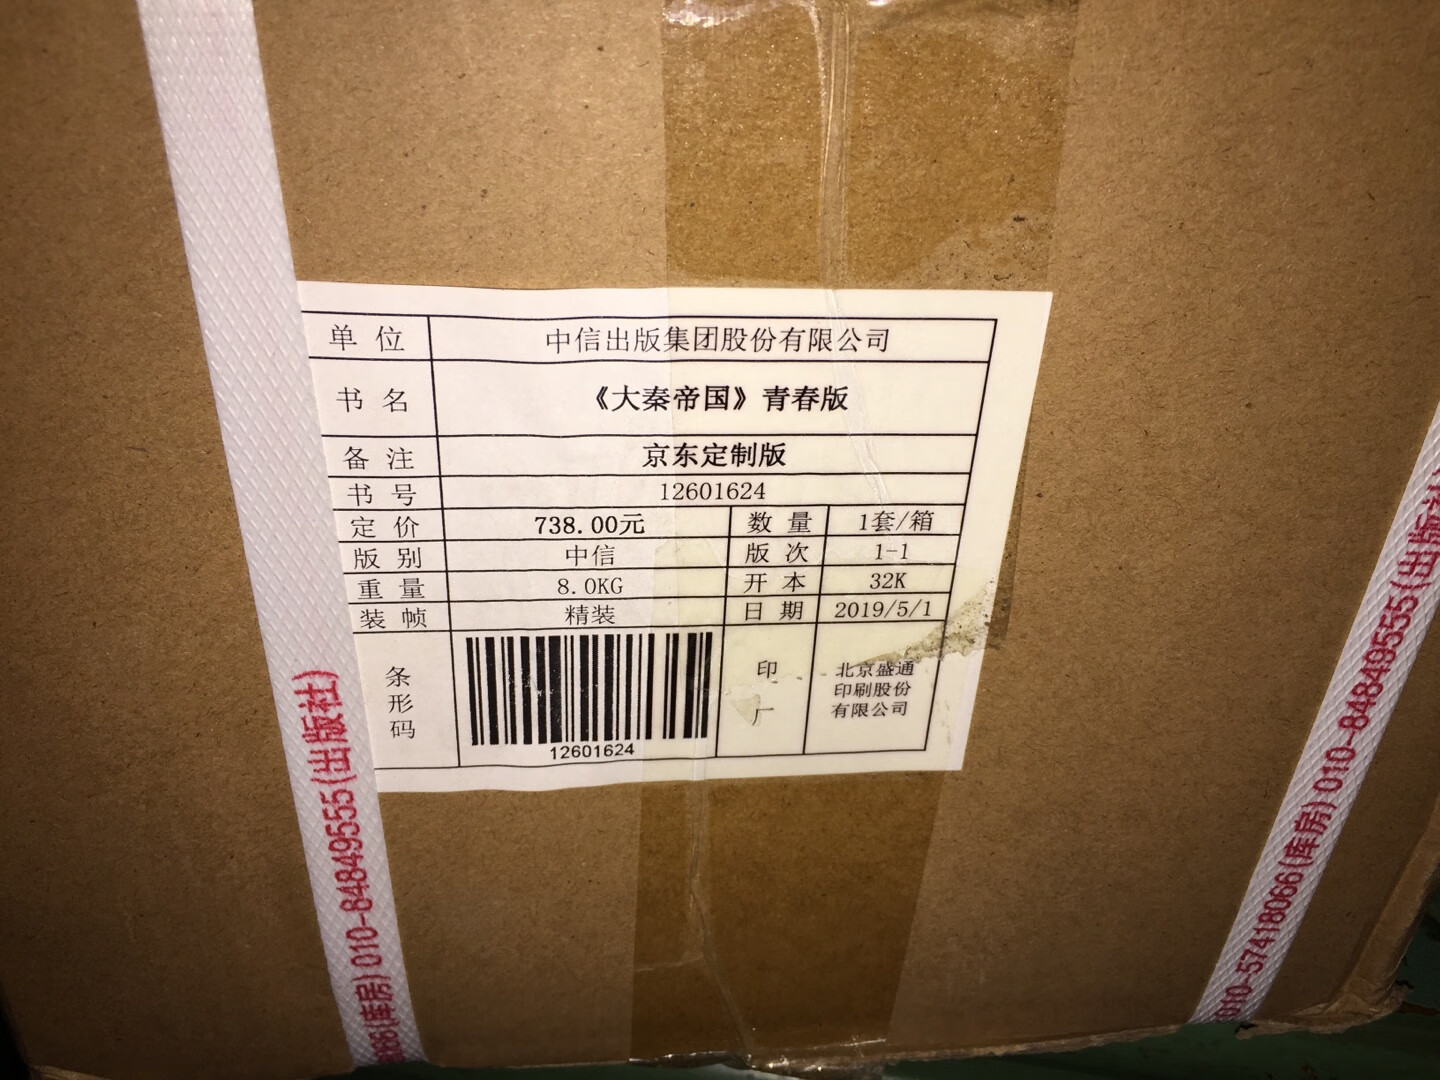 单 位 中信出版集团股份有限公司
书 名 《大秦帝国》青春版
备 注 京东定制版
书 号 12601624
定 价 738.00元 数 量 1套/箱
版 别 中信 版 次 1-1
重 量 8.0KG 开 本 32K
装 帧 精装 日 期 2019/5/1
条形码 12601624 印 厂 北京盛通
印刷股份
有限公司
(库房) 010-84849555(出版社)
010-57418066(库房) 010-84849555(出版社)